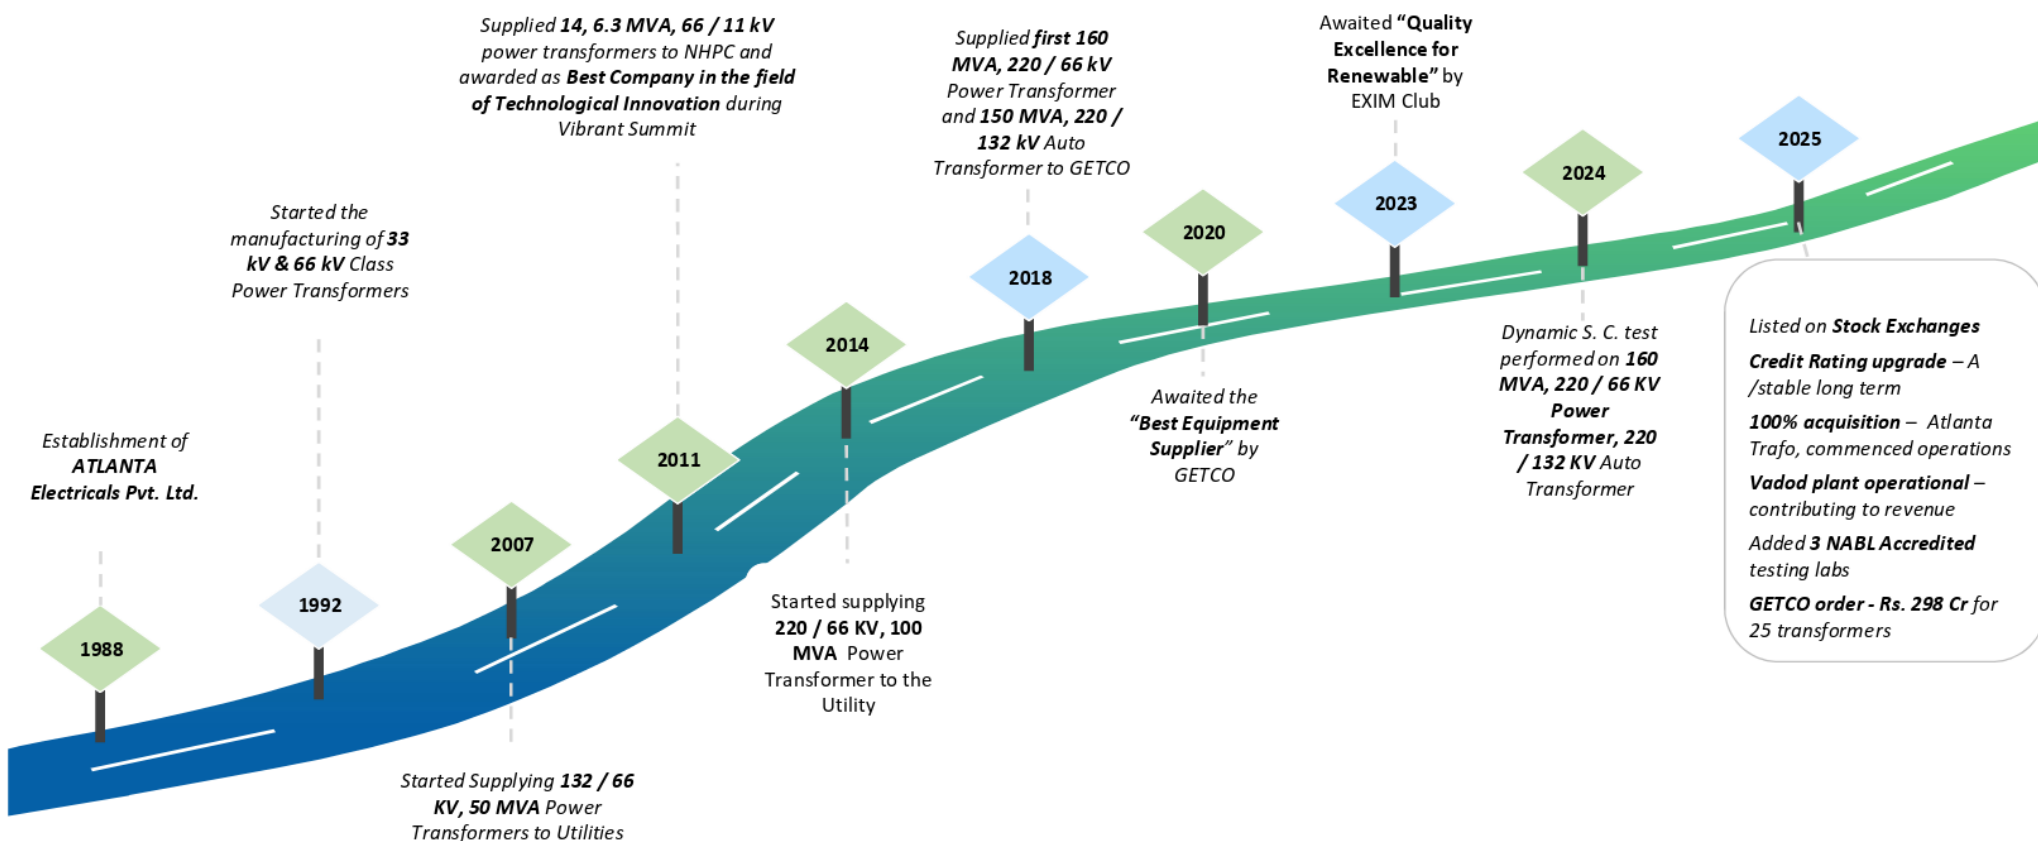 1988
Establishment of
ATLANTA
Electricals Pvt. Ltd.
1992
Started the
manufacturing of 33
kV & 66 kV Class
Power Transformers
2007
Started Supplying 132 / 66
KV, 50 MVA Power
Transformers to Utilities
2011
Supplied 14, 6.3 MVA, 66 / 11 kV
power transformers to NHPC and
awarded as Best Company in the field
of Technological Innovation during
Vibrant Summit
2014
Started supplying
220 / 66 KV, 100
MVA Power
Transformer to the
Utility
2018
Supplied first 160
MVA, 220 / 66 kV
Power Transformer
and 150 MVA, 220 /
132 kV Auto
Transformer to GETCO
2020
Awaited the
“Best Equipment
Supplier” by
GETCO
2023
Awaited “Quality
Excellence for
Renewable” by
EXIM Club
2024
Dynamic S. C. test
performed on 160
MVA, 220 / 66 KV
Power
Transformer, 220
/ 132 KV Auto
Transformer
2025
Listed on Stock Exchanges
Credit Rating upgrade – A
/stable long term
100% acquisition – Atlanta
Trafo, commenced operations
Vadod plant operational –
contributing to revenue
Added 3 NABL Accredited
testing labs
GETCO order - Rs. 298 Cr for
25 transformers